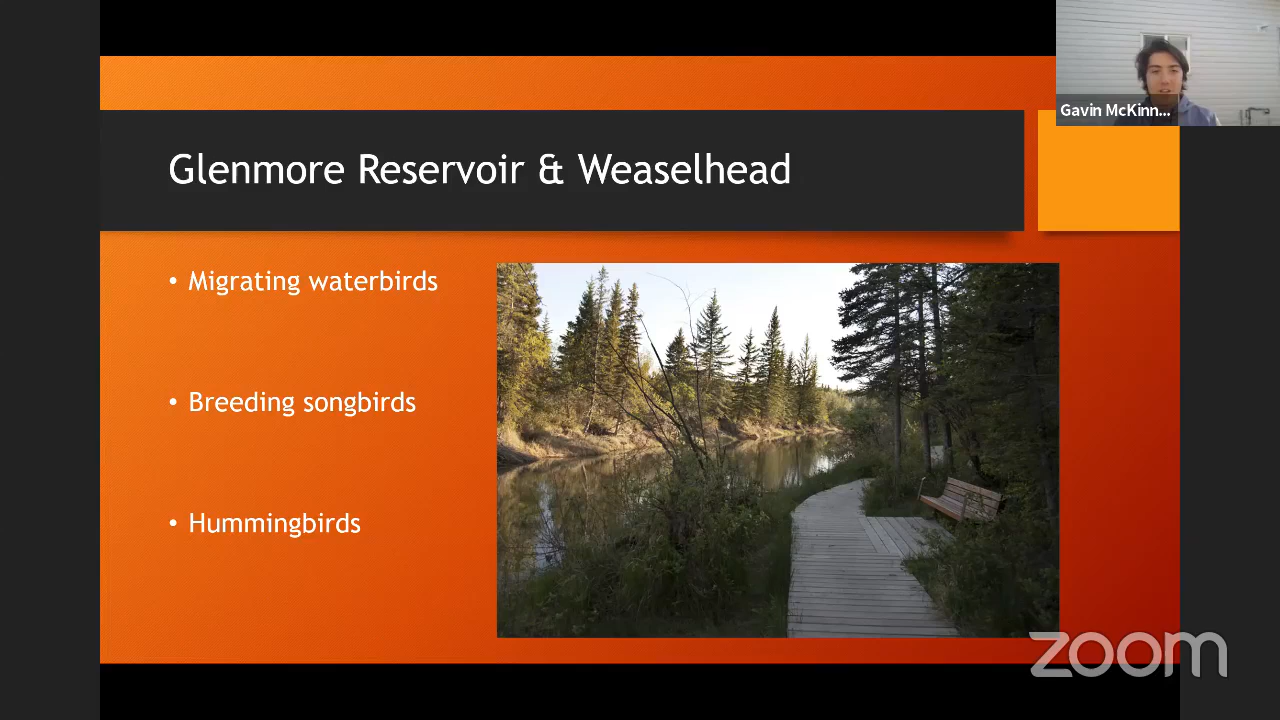 Gavin McKinn...
Glenmore Reservoir & Weaselhead
• Migrating waterbirds
• Breeding songbirds
• Hummingbirds
zoom